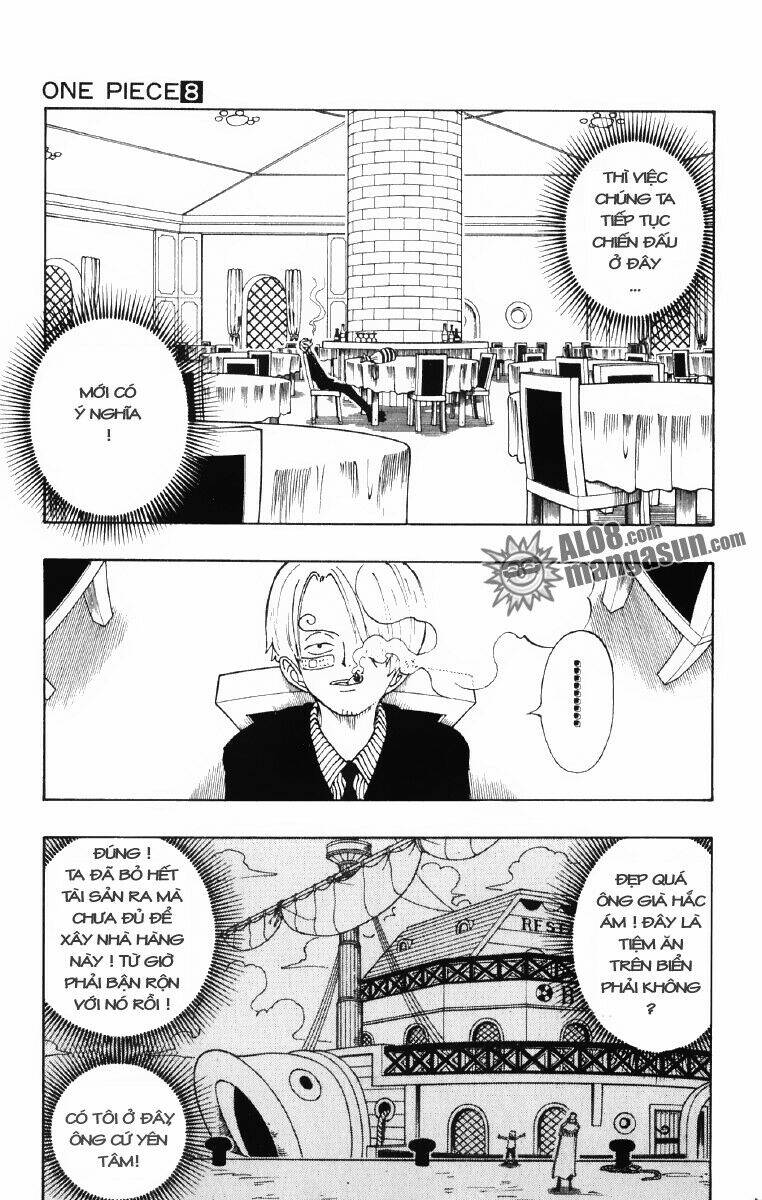 ONE PIECE 8
THÌ VIỆC
CHÚNG TA
TIẾP TỤC
CHIẾN ĐẤU
Ở ĐÂY
...
MỚI CÓ
Ý NGHĨA
!
AL08.com
mangasun.com
.........
ĐÚNG !
TA ĐÃ BỎ HẾT
TÀI SẢN RA MÀ
CHƯA ĐỦ ĐỂ
XÂY NHÀ HÀNG
NÀY ! TỪ GIỜ
PHẢI BẬN RỘN
VỚI NÓ RỒI !
ĐẸP QUÁ
ÔNG GIÀ HẮC
ÁM ! ĐÂY LÀ
TIỆM ĂN
TRÊN BIỂN
PHẢI KHÔNG
?
REST
B
CÓ TÔI Ở ĐÂY,
ÔNG CỨ YÊN
TÂM!